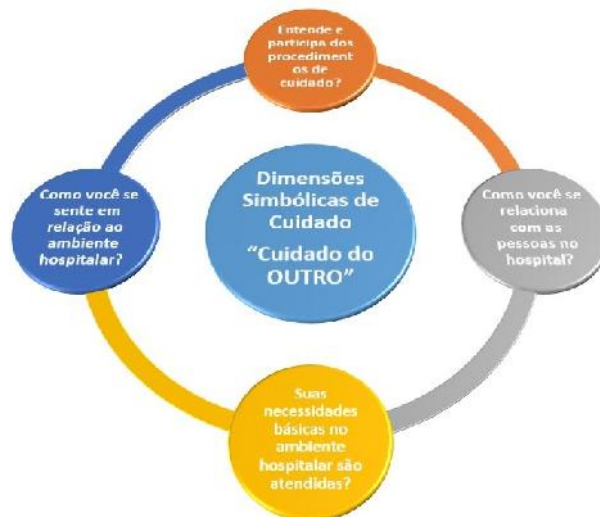 Entende e
participa dos
procediment
os de
cuidado?
Dimensões
Simbólicas de
Cuidado
“Cuidado do
OUTRO”
Como você se
sente em
relação ao
ambiente
hospitalar?
Como você se
relaciona
com as
pessoas no
hospital?
Suas
necessidades
básicas no
ambiente
hospitalar são
atendidas?